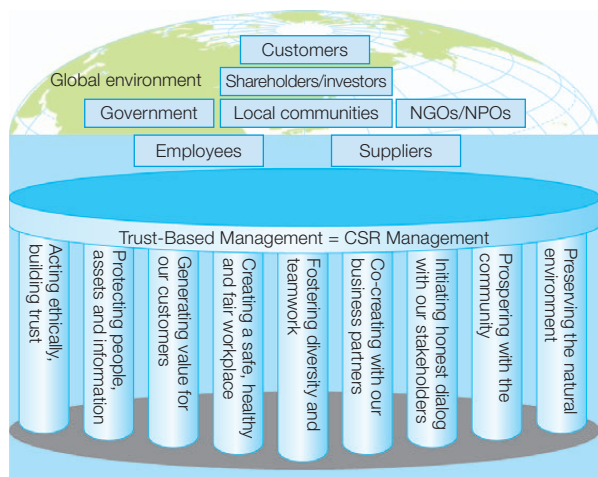 Customers
Global environment
Shareholders/investors
Government
Local communities
NGOs/NPOs
Employees
Suppliers
Trust-Based Management = CSR Management
Acting ethically,
building trust
Protecting people,
assets and information
Generating value for
our customers
Creating a safe, healthy
and fair workplace
Fostering diversity and
teamwork
Co-creating with our
business partners
Initiating honest dialog
with our stakeholders
Prospering with the
community
Preserving the natural
environment